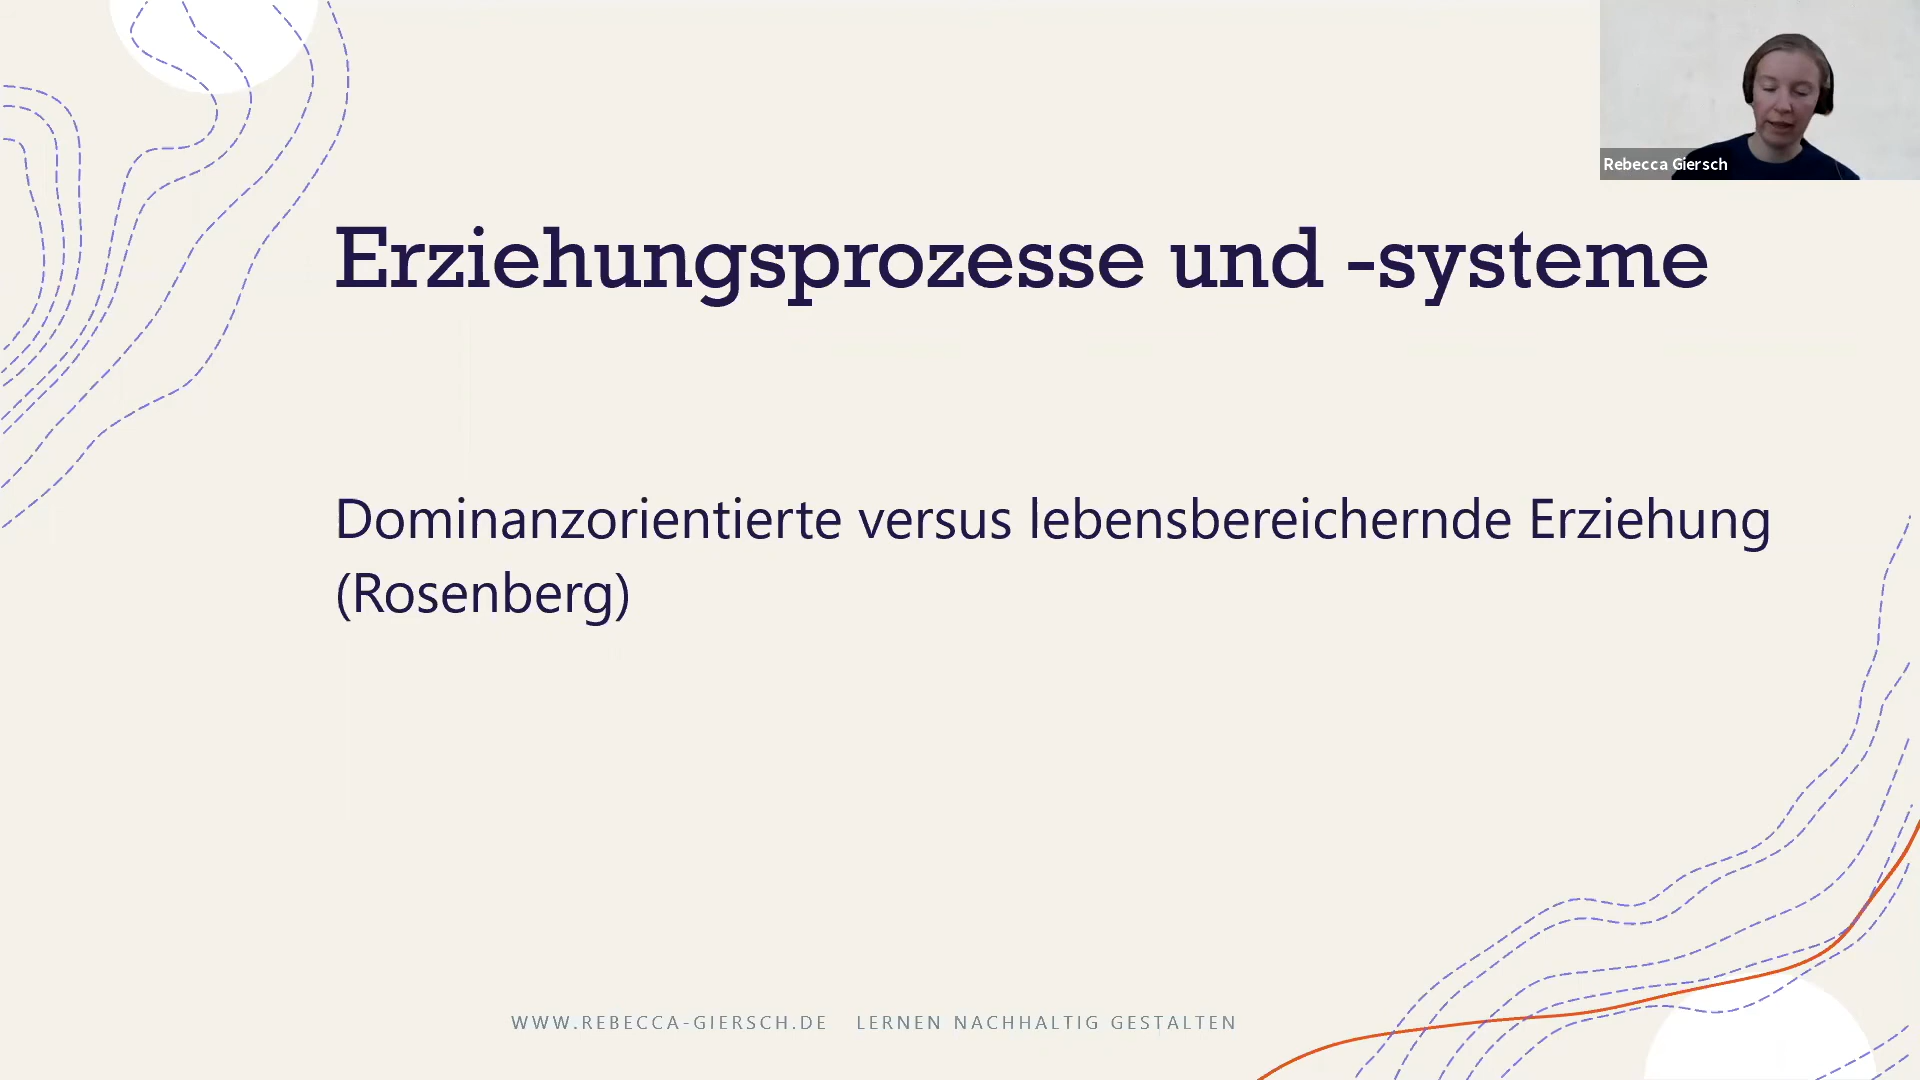 Rebecca Giersch
Erziehungsprozesse und -systeme
Dominanzorientierte versus lebensbereichernde Erziehung
(Rosenberg)
WWW.REBECCA-GIERSCH.DE LERNEN NACHHALTIG GESTALTEN